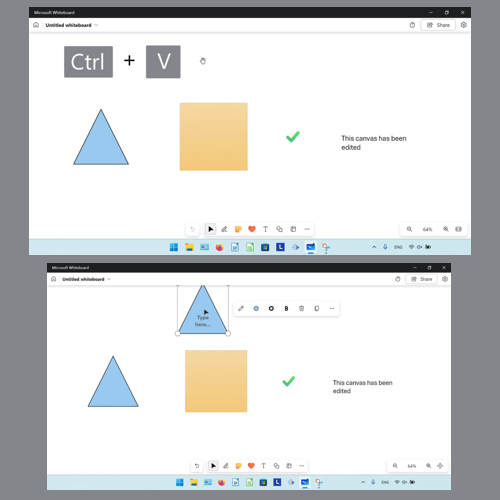 Microsoft Whiteboard
Untitled whiteboard
Share
Ctrl + V
This canvas has been
edited
64%
ENG
Microsoft Whiteboard
Untitled whiteboard
Share
Type
here...
This canvas has been
edited
64%
ENG